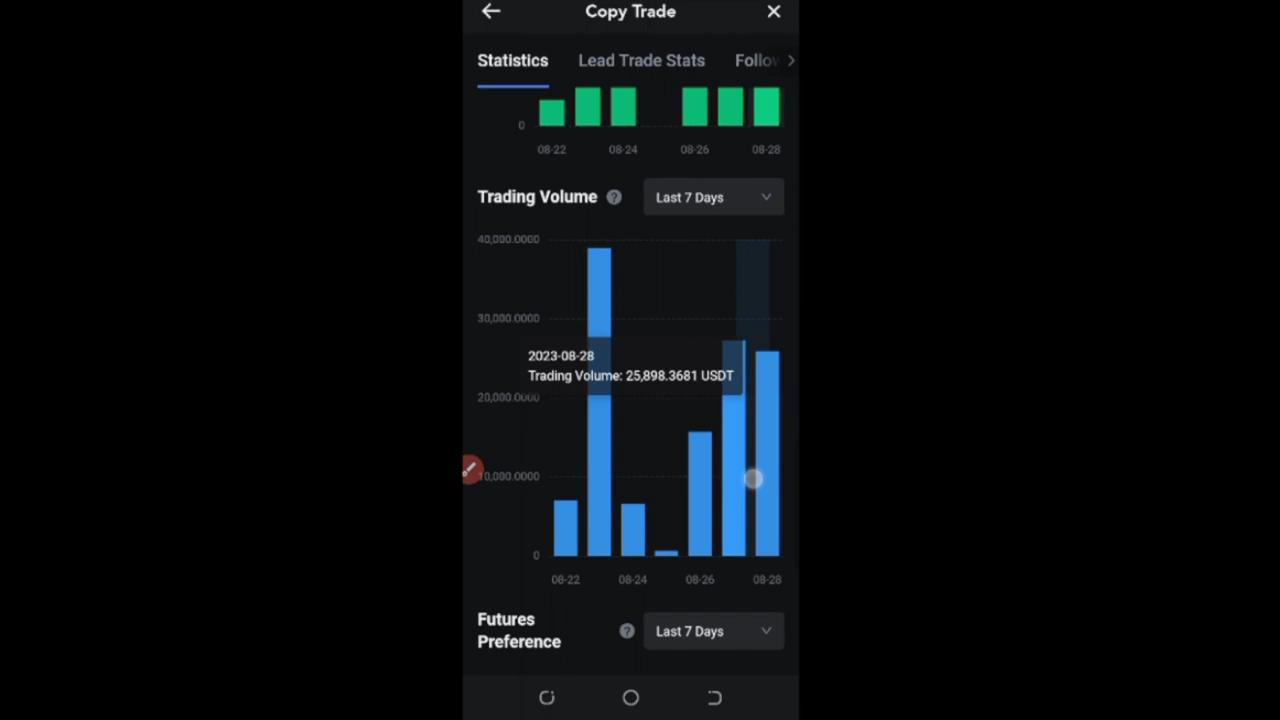 Copy Trade
Statistics
Lead Trade Stats
Follow
0
08-22
08-24
08-26
08-28
Trading Volume
Last 7 Days
40,000.0000
30,000.0000
2023-08-28
Trading Volume: 25,898.3681 USDT
20,000.0000
10,000.0000
0
08-22
08-24
08-26
08-28
Futures
Preference
Last 7 Days